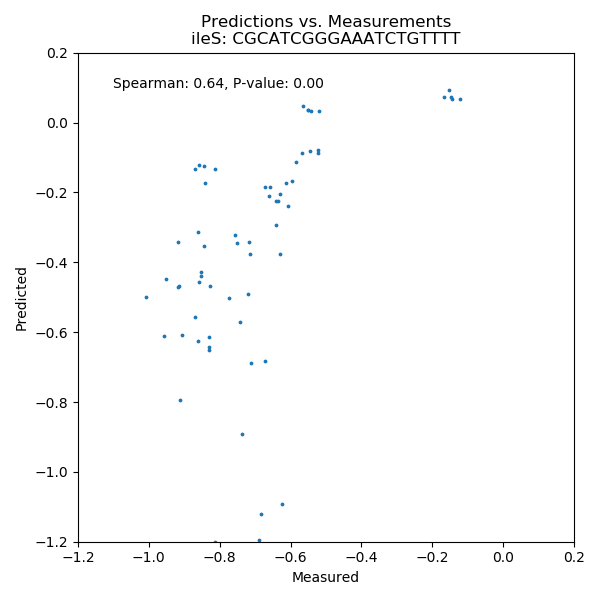 Predictions vs. Measurements
ileS: CGCATCGGGAAATCTGTTTT
Spearman: 0.64, P-value: 0.00
0.2
0.0
−0.2
−0.4
−0.6
−0.8
−1.0
−1.2
Predicted
−1.2 −1.0 −0.8 −0.6 −0.4 −0.2 0.0 0.2
Measured